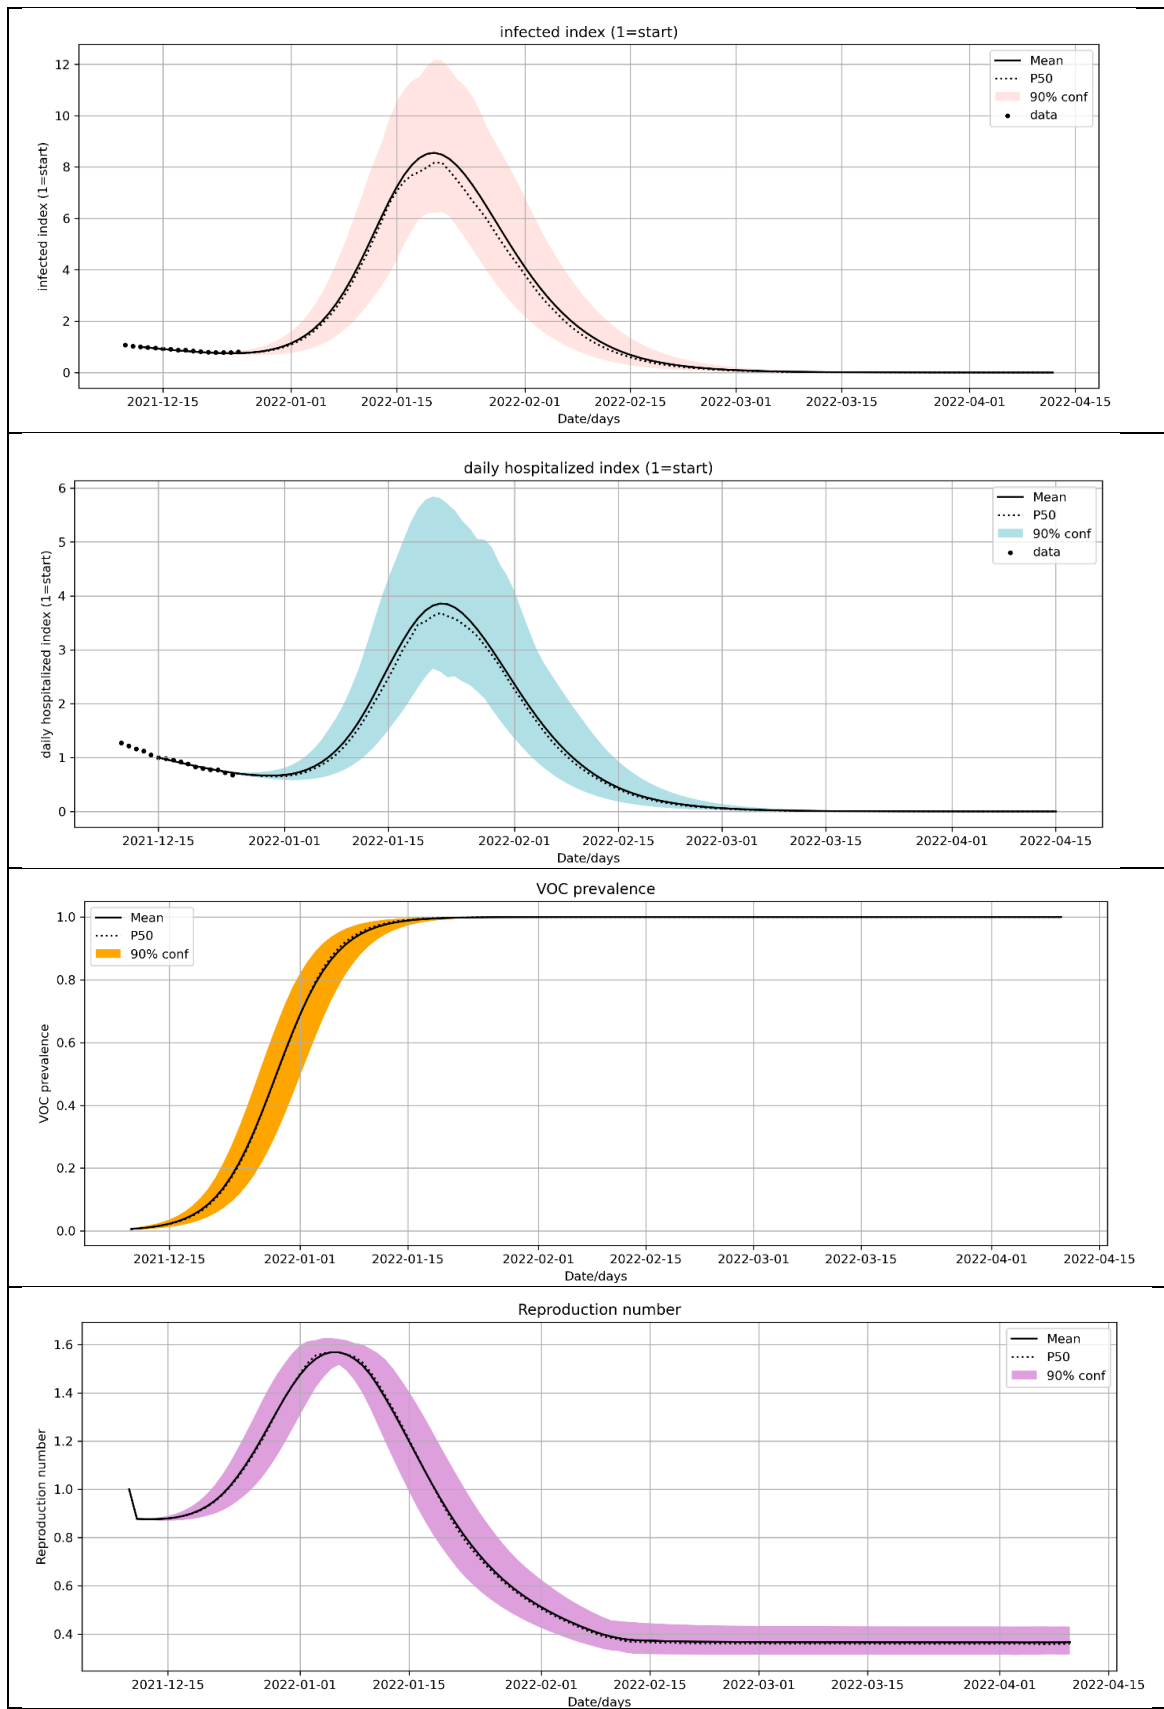 infected index (1=start)
Mean
P50
90% conf
data
infected index (1=start)
12
10
8
6
4
2
0
2021-12-15 2022-01-01 2022-01-15 2022-02-01 2022-02-15 2022-03-01 2022-03-15 2022-04-01 2022-04-15
Date/days
daily hospitalized index (1=start)
Mean
P50
90% conf
data
daily hospitalized index (1=start)
6
5
4
3
2
1
0
2021-12-15 2022-01-01 2022-01-15 2022-02-01 2022-02-15 2022-03-01 2022-03-15 2022-04-01 2022-04-15
Date/days
VOC prevalence
Mean
P50
90% conf
VOC prevalence
1.0
0.8
0.6
0.4
0.2
0.0
2021-12-15 2022-01-01 2022-01-15 2022-02-01 2022-02-15 2022-03-01 2022-03-15 2022-04-01 2022-04-15
Date/days
Reproduction number
Mean
P50
90% conf
Reproduction number
1.6
1.4
1.2
1.0
0.8
0.6
0.4
2021-12-15 2022-01-01 2022-01-15 2022-02-01 2022-02-15 2022-03-01 2022-03-15 2022-04-01 2022-04-15
Date/days